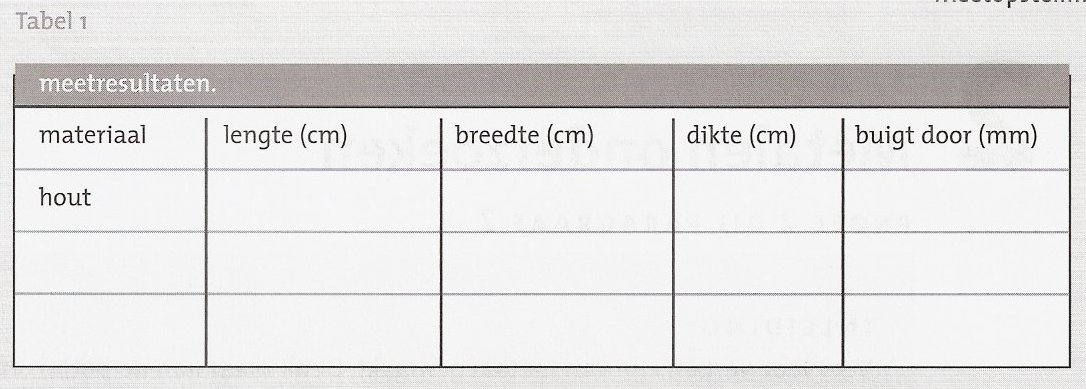 Tabel 1
meetresultaten.
materiaal lengte (cm) breedte (cm) dikte (cm) buigt door (mm)
hout